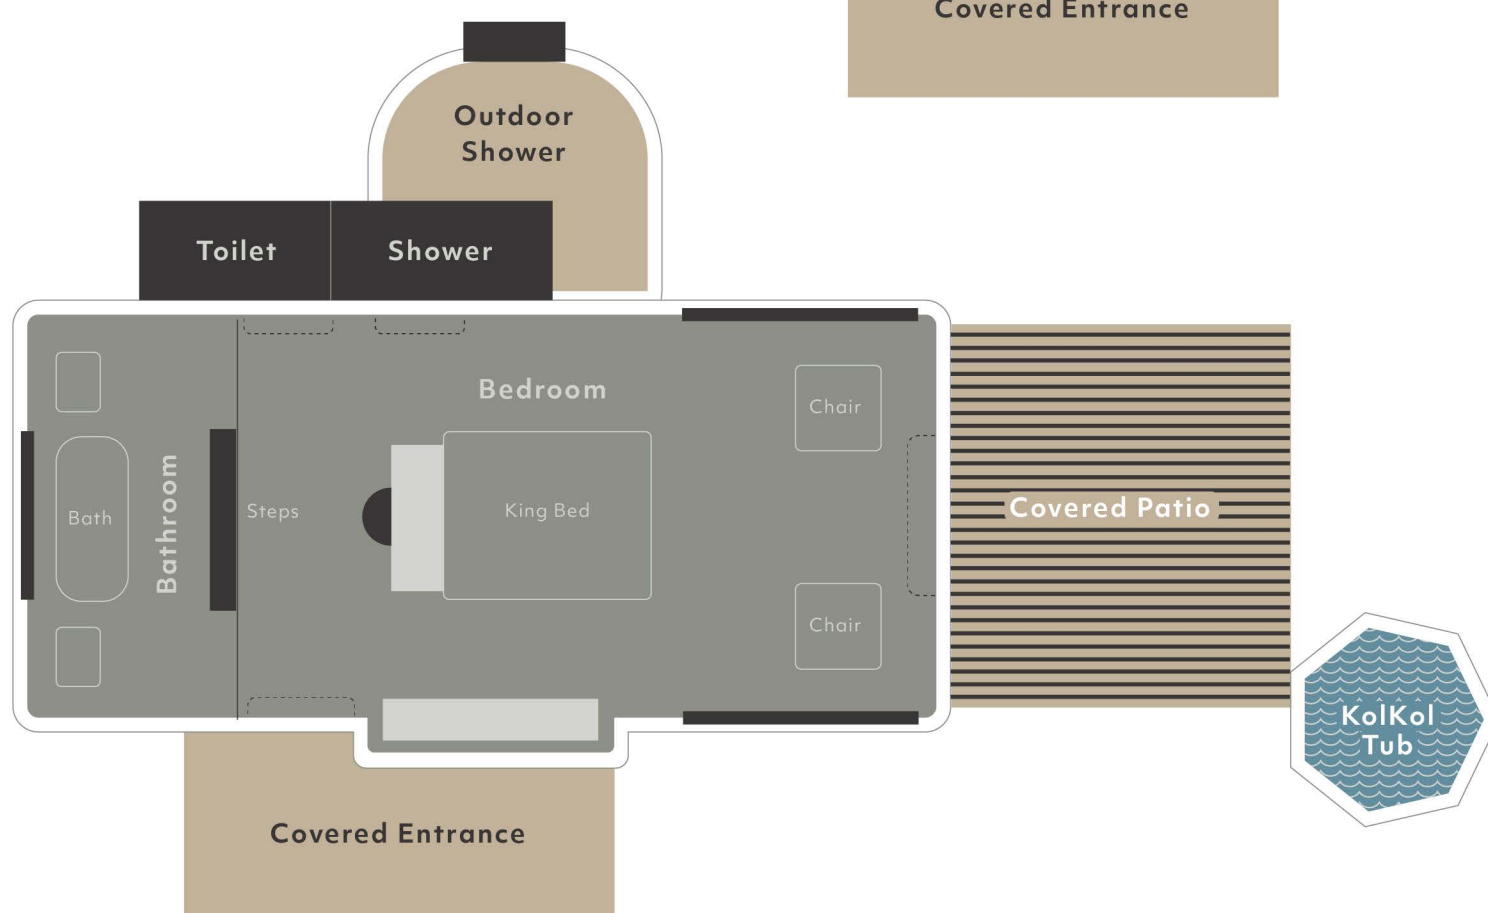 Covered Entrance
Outdoor
Shower
Toilet
Shower
Bedroom
Chair
Bathroom
Bath
Steps
King Bed
Covered Patio
Chair
KolKol
Tub
Covered Entrance